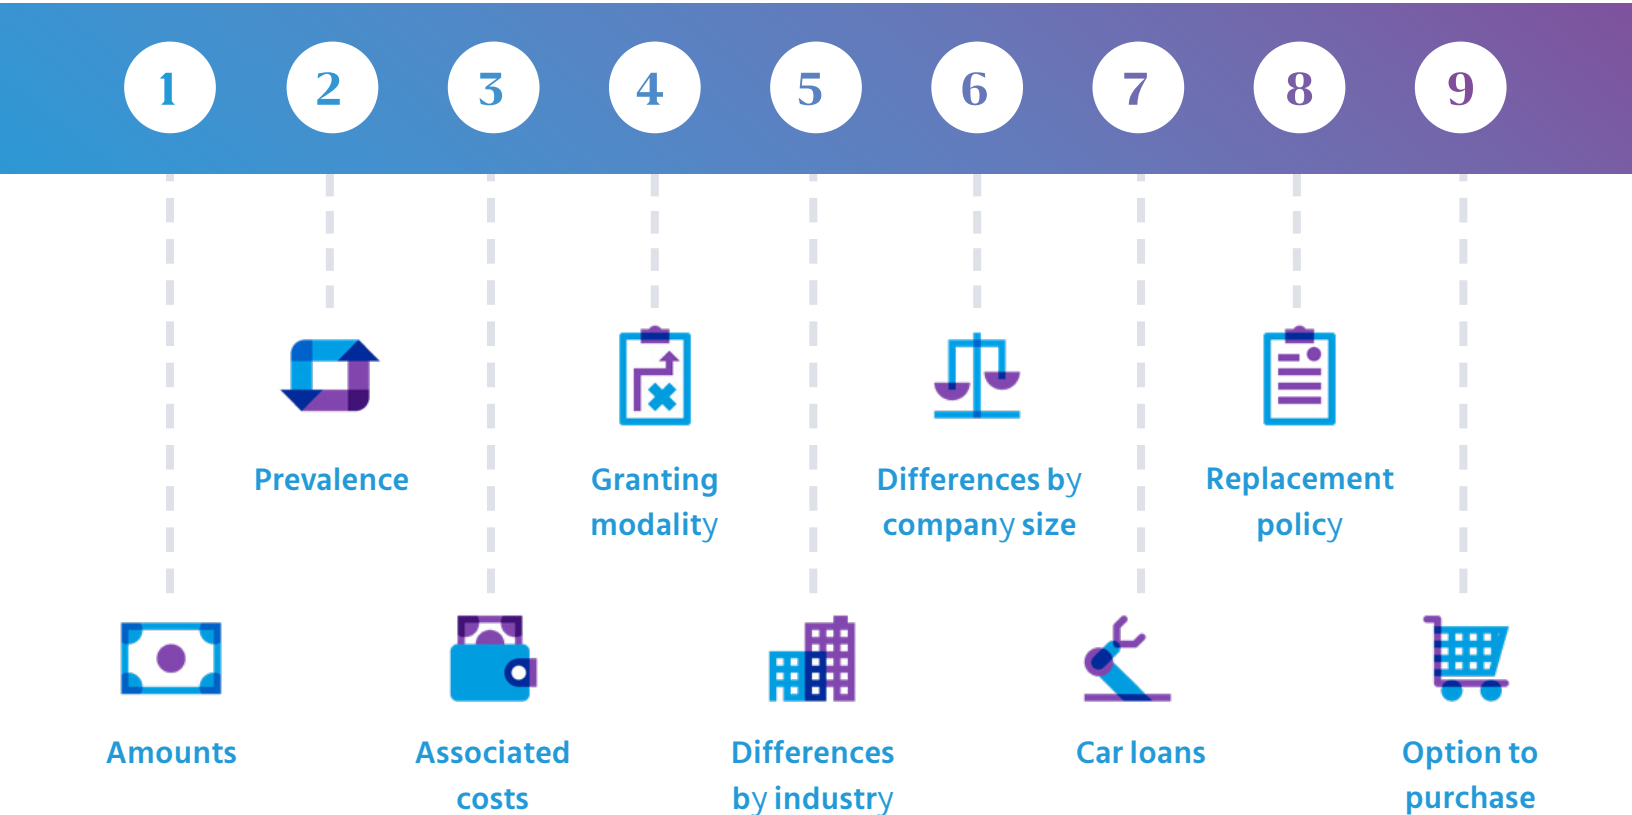 1
2
3
4
5
6
7
8
9
Prevalence
Granting
modality
Differences by
company size
Replacement
policy
Amounts
Associated
costs
Differences
by industry
Car loans
Option to
purchase